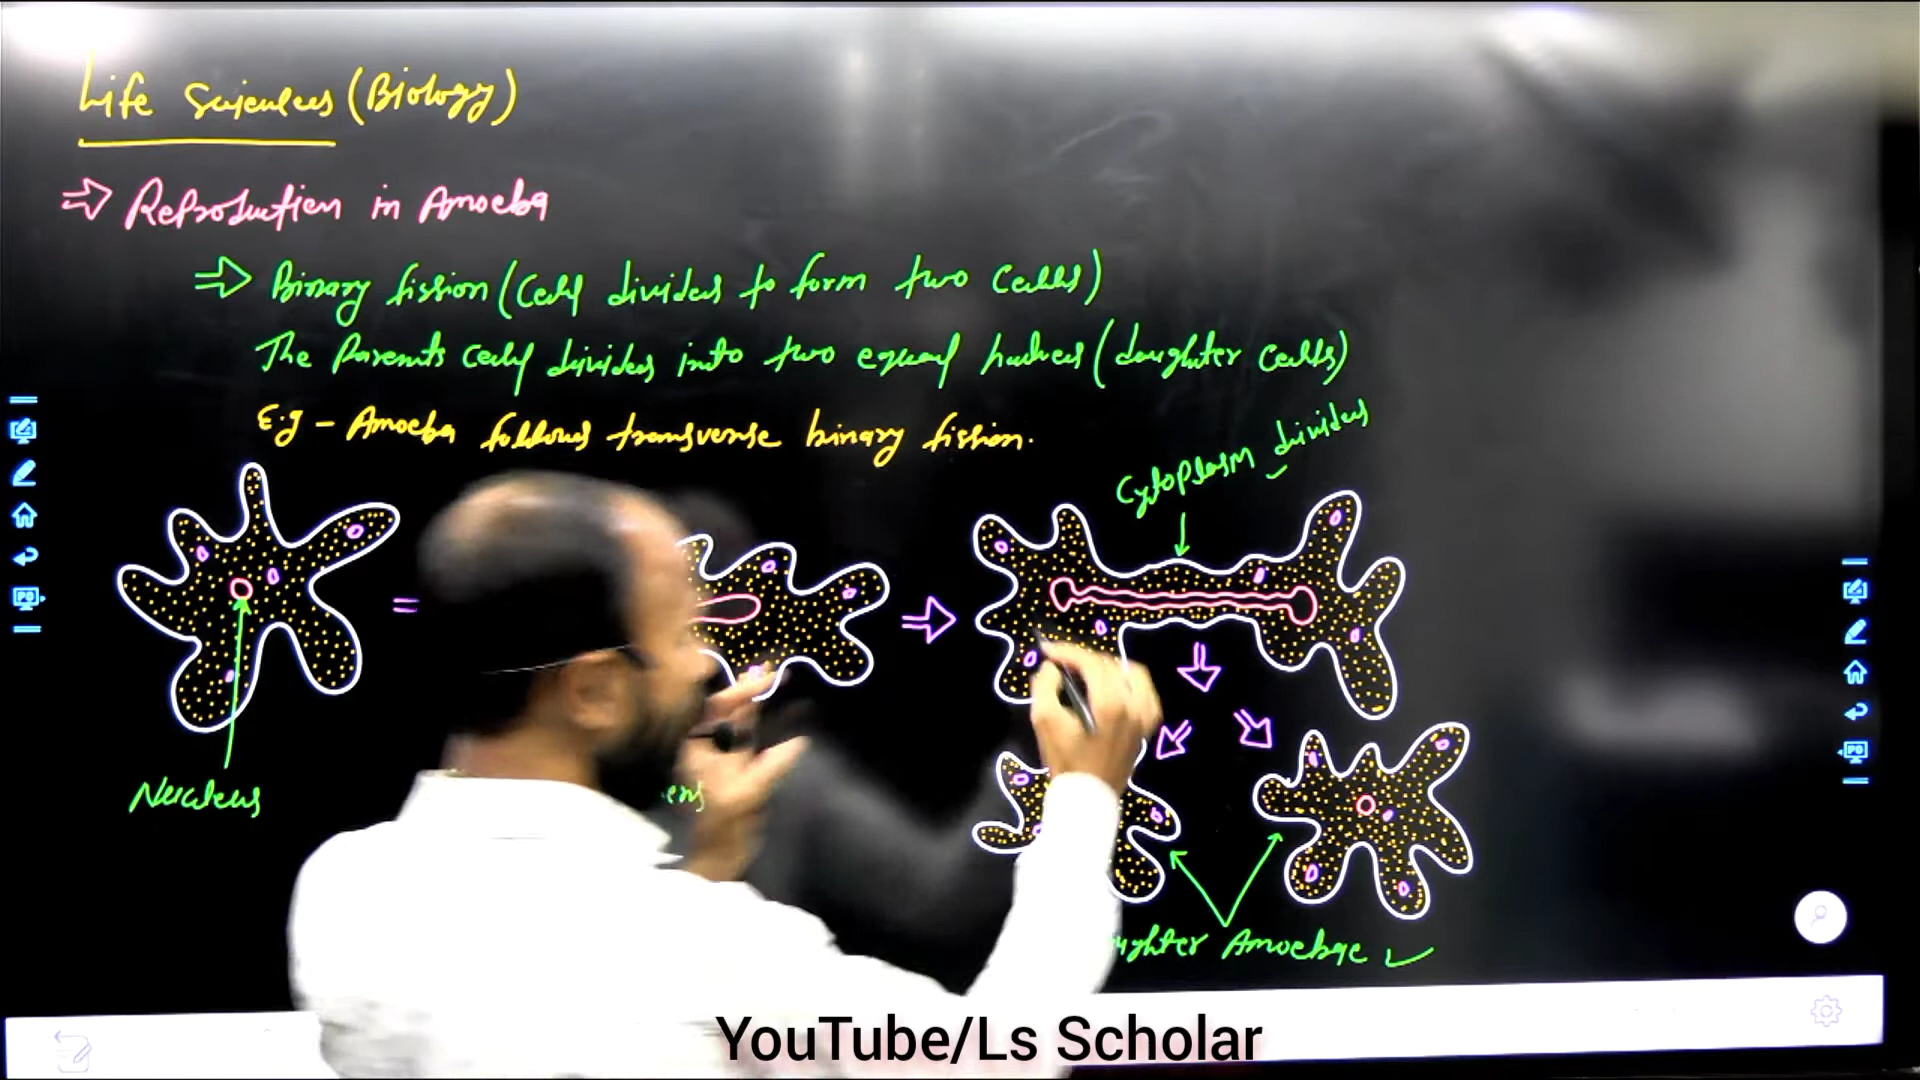 Life Sciences (Biology)
⇒ Reproduction in Amoeba
⇒ Binary fission (Cell divides to form two Cells)
The Parents cell divides into two equal halves (daughter cells)
E.g - Amoeba follows transverse binary fission.
Cytoplasm divides
Nucleus
Amoebae ✓
YouTube/Ls Scholar